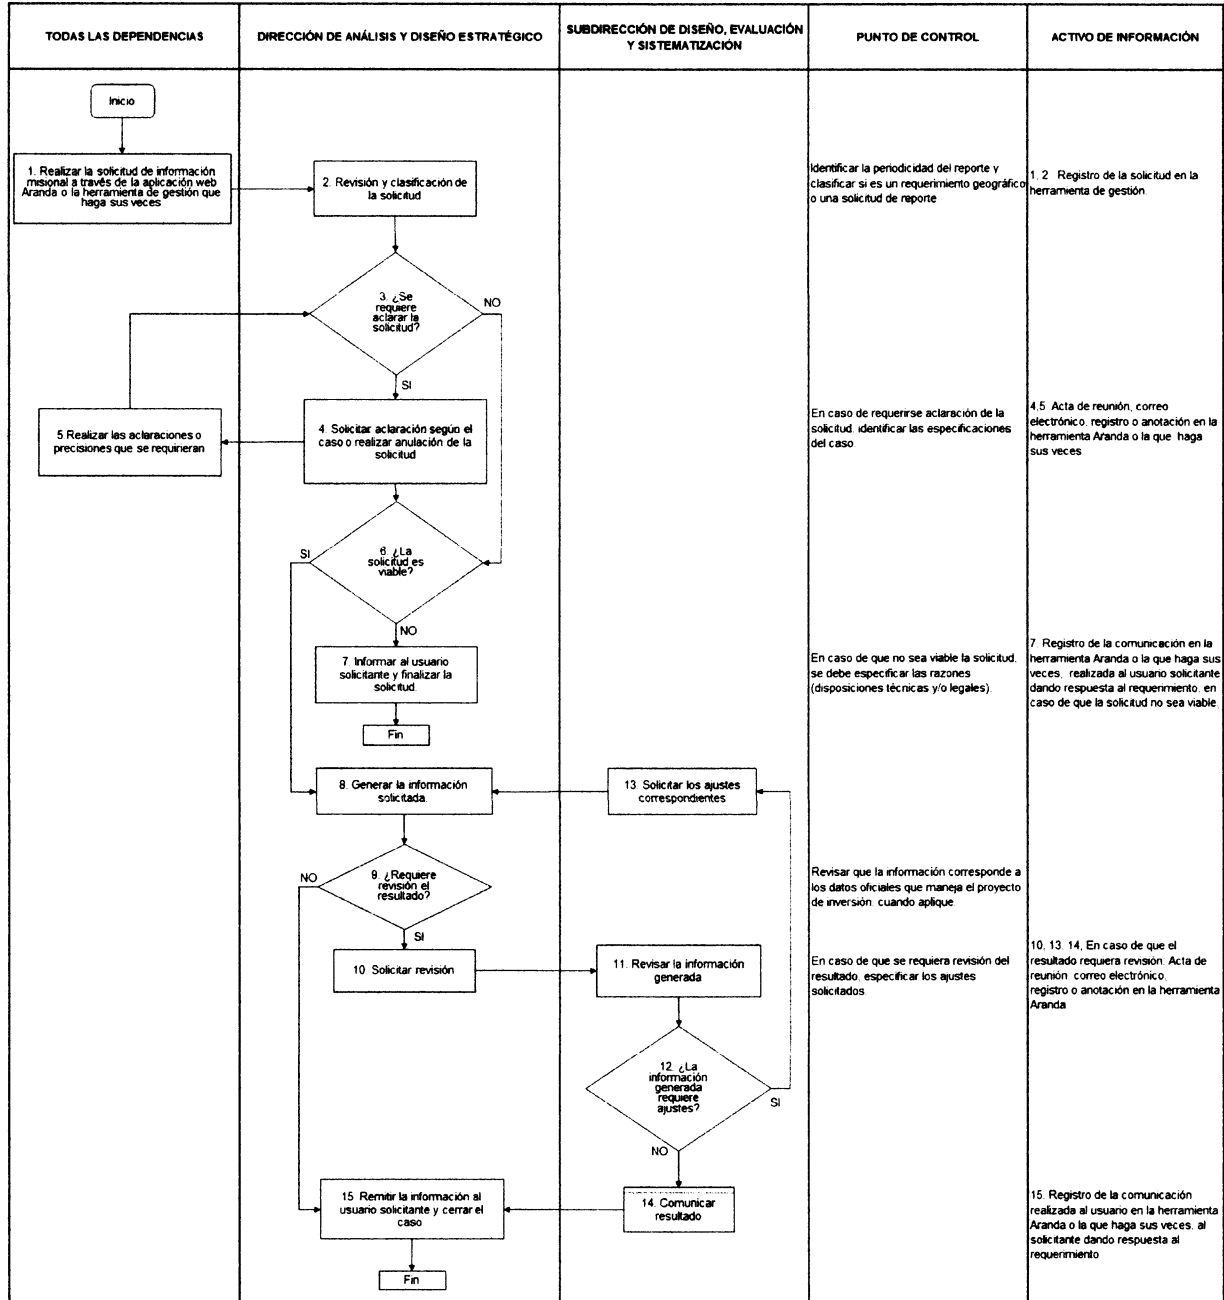 TODAS LAS DEPENDENCIAS
DIRECCIÓN DE ANÁLISIS Y DISEÑO ESTRATÉGICO
SUBDIRECCIÓN DE DISEÑO, EVALUACIÓN
Y SISTEMATIZACIÓN
PUNTO DE CONTROL
ACTIVO DE INFORMACIÓN
Inicio
1. Realizar la solicitud de información
misional a través de la aplicación web
Aranda o la herramienta de gestión que
haga sus veces
2. Revisión y clasificación de
la solicitud
Identificar la periodicidad del reporte y
clasificar si es un requerimiento geográfico
o una solicitud de reporte
1, 2 Registro de la solicitud en la
herramienta de gestión.
3. ¿Se
requiere
aclarar la
solicitud?
NO
SI
5.Realizar las aclaraciones o
precisiones que se requirieran
4. Solicitar aclaración según el
caso o realizar anulación de la
solicitud
En caso de requerirse aclaración de la
solicitud, identificar las especificaciones
del caso.
4,5 Acta de reunión, correo
electrónico, registro o anotación en la
herramienta Aranda o la que haga
sus veces
6. ¿La
solicitud es
viable?
SI
NO
7. Informar al usuario
solicitante y finalizar la
solicitud.
En caso de que no sea viable la solicitud,
se debe especificar las razones
(disposiciones técnicas y/o legales).
7. Registro de la comunicación en la
herramienta Aranda o la que haga sus
veces, realizada al usuario solicitante
dando respuesta al requerimiento, en
caso de que la solicitud no sea viable.
Fin
8. Generar la información
solicitada.
13. Solicitar los ajustes
correspondientes
9. ¿Requiere
revisión el
resultado?
NO
SI
Revisar que la información corresponde a
los datos oficiales que maneja el proyecto
de inversión, cuando aplique.
10. Solicitar revisión
11. Revisar la información
generada
En caso de que se requiera revisión del
resultado, especificar los ajustes
solicitados.
10, 13, 14, En caso de que el
resultado requiera revisión. Acta de
reunión, correo electrónico,
registro o anotación en la herramienta
Aranda
12. ¿La
información
generada
requiere
ajustes?
SI
NO
15. Remitir la información al
usuario solicitante y cerrar el
caso
14. Comunicar
resultado
15. Registro de la comunicación
realizada al usuario en la herramienta
Aranda o la que haga sus veces, al
solicitante dando respuesta al
requerimiento
Fin